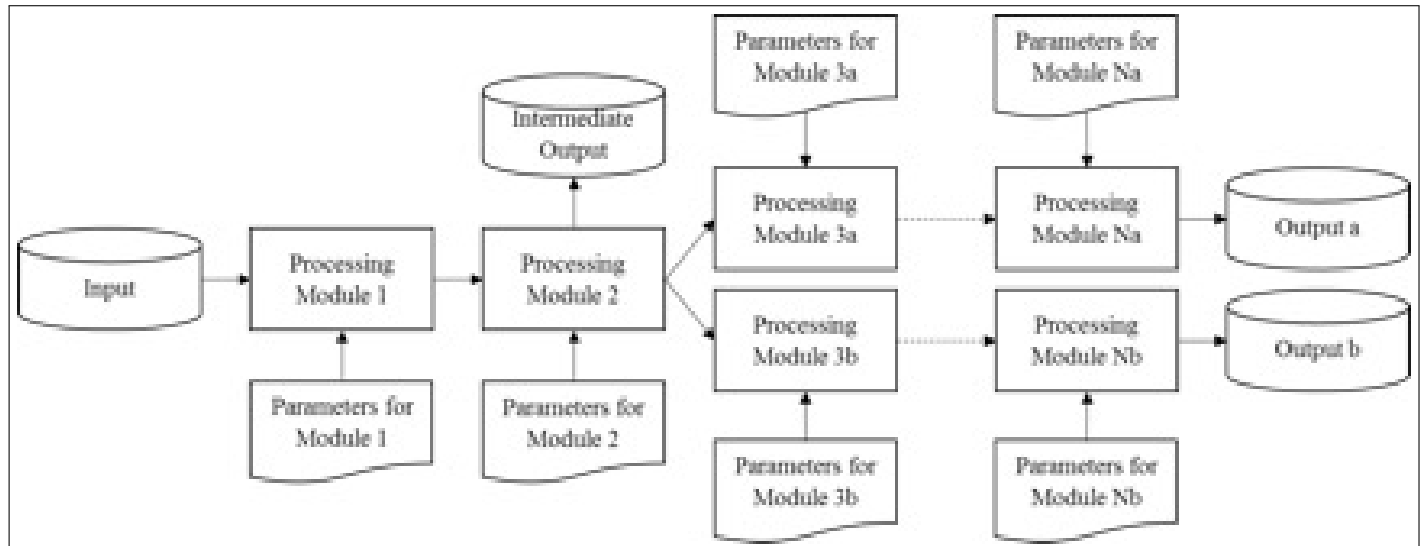 Parameters for
Module 3a
Parameters for
Module Na
Intermediate
Output
Processing
Module 3a
Processing
Module Na
Output a
Input
Processing
Module 1
Processing
Module 2
Processing
Module 3b
Processing
Module Nb
Output b
Parameters for
Module 1
Parameters for
Module 2
Parameters for
Module 3b
Parameters for
Module Nb